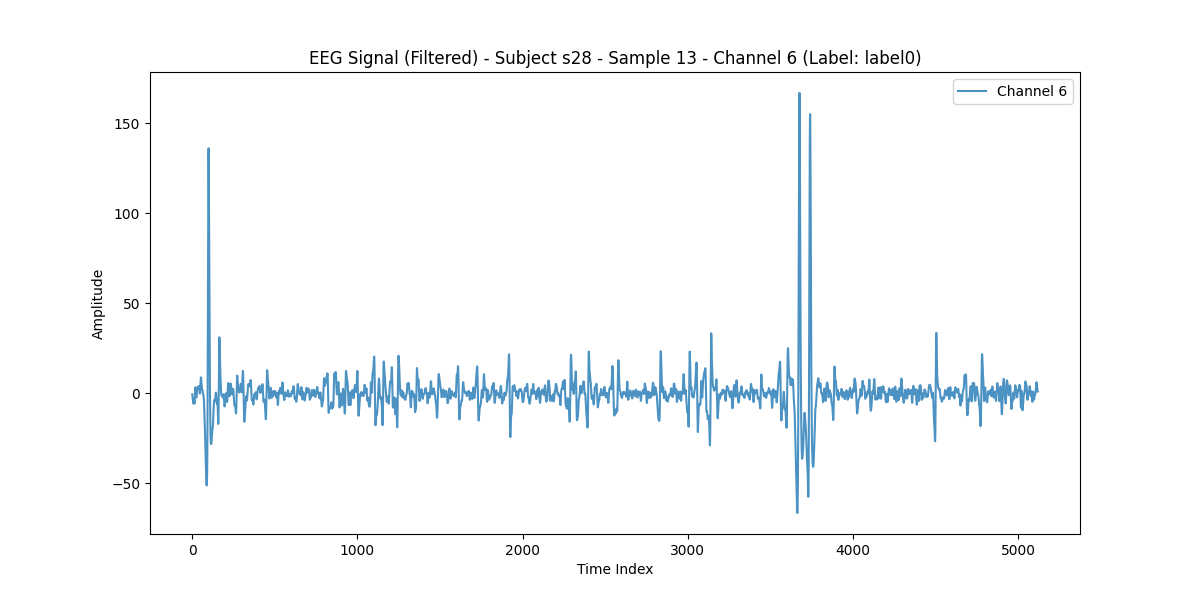 EEG Signal (Filtered) - Subject s28 - Sample 13 - Channel 6 (Label: label0)
Channel 6
150
100
50
0
−50
Amplitude
0
1000
2000
3000
4000
5000
Time Index